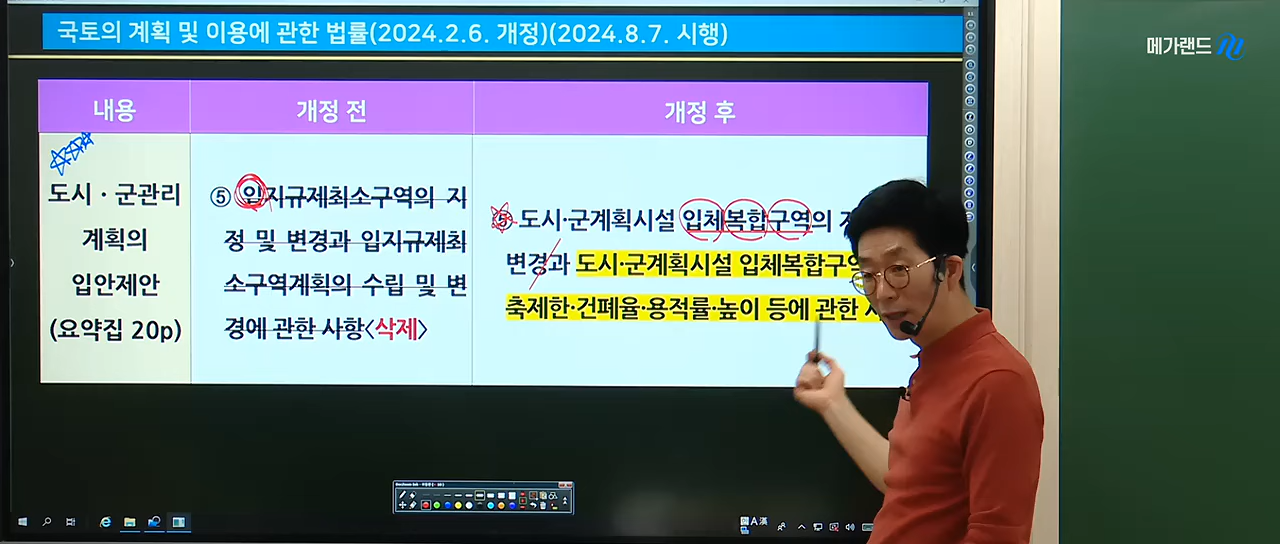 국토의 계획 및 이용에 관한 법률(2024.2.6. 개정)(2024.8.7. 시행)
메가랜드
내용
개정 전
개정 후
도시·군관리
계획의
입안제안
(요약집 20p)
⑤ 입지규제최소구역의 지
정 및 변경과 입지규제최
소구역계획의 수립 및 변
경에 관한 사항<삭제>
⑤ 도시·군계획시설 입체복합구역의
변경과 도시·군계획시설 입체복합구역
축제한·건폐율·용적률·높이 등에 관한